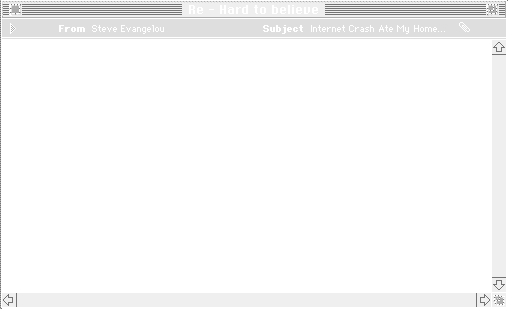 Re - Hard to believe
From Steve Evangelou Subject Internet Crash Ate My Home...